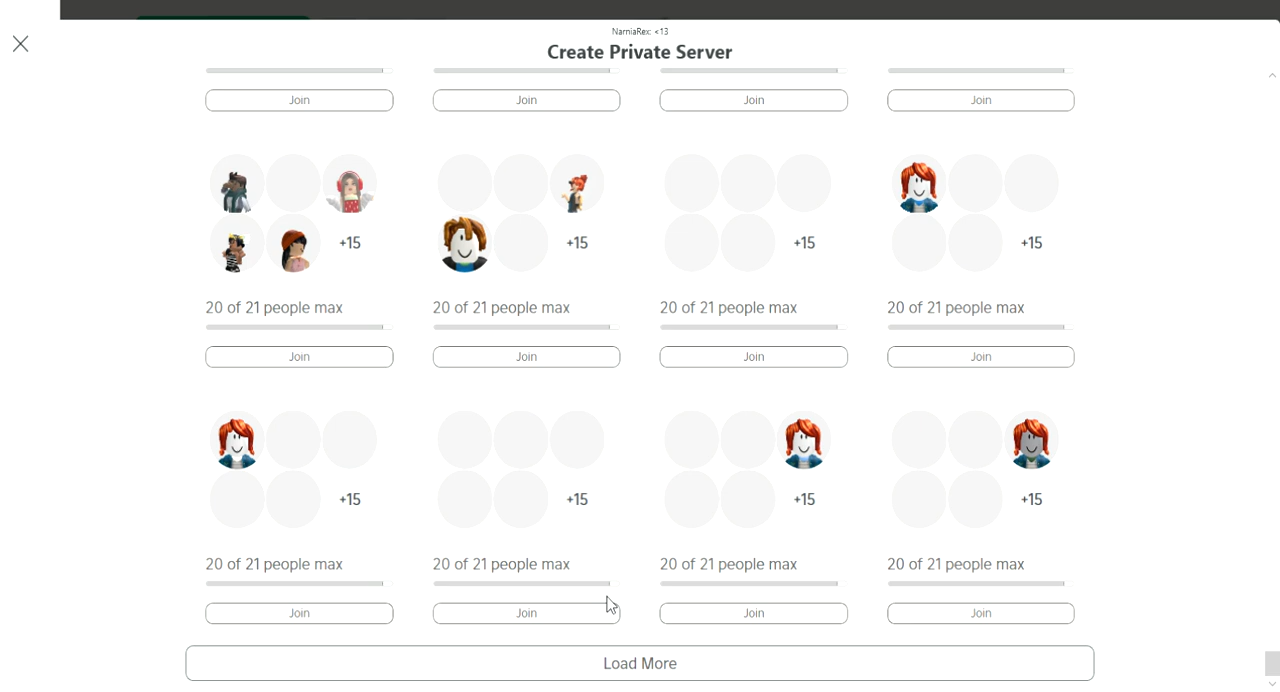 NarniaRex: <13
Create Private Server
Join Join Join Join
+15 +15 +15 +15
20 of 21 people max 20 of 21 people max 20 of 21 people max 20 of 21 people max
Join Join Join Join
+15 +15 +15 +15
20 of 21 people max 20 of 21 people max 20 of 21 people max 20 of 21 people max
Join Join Join Join
Load More